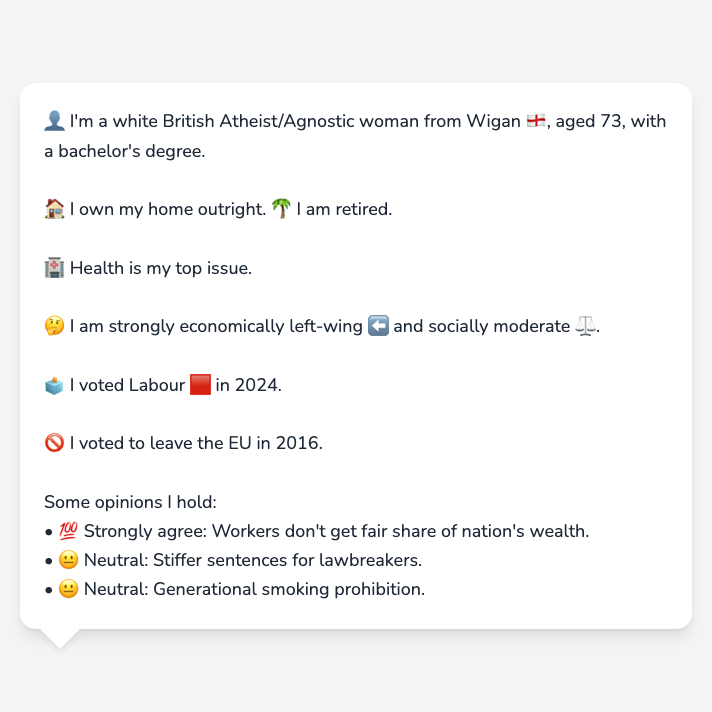 👤 I'm a white British Atheist/Agnostic woman from Wigan 🏴󠁧󠁢󠁥󠁮󠁧󠁿, aged 73, with
a bachelor's degree.
🏠 I own my home outright. 🌴 I am retired.
🏥 Health is my top issue.
🤔 I am strongly economically left-wing ⬅️ and socially moderate ⚖️.
🗳️ I voted Labour 🟥 in 2024.
🚫 I voted to leave the EU in 2016.
Some opinions I hold:
• 💯 Strongly agree: Workers don't get fair share of nation's wealth.
• 😐 Neutral: Stiffer sentences for lawbreakers.
• 😐 Neutral: Generational smoking prohibition.